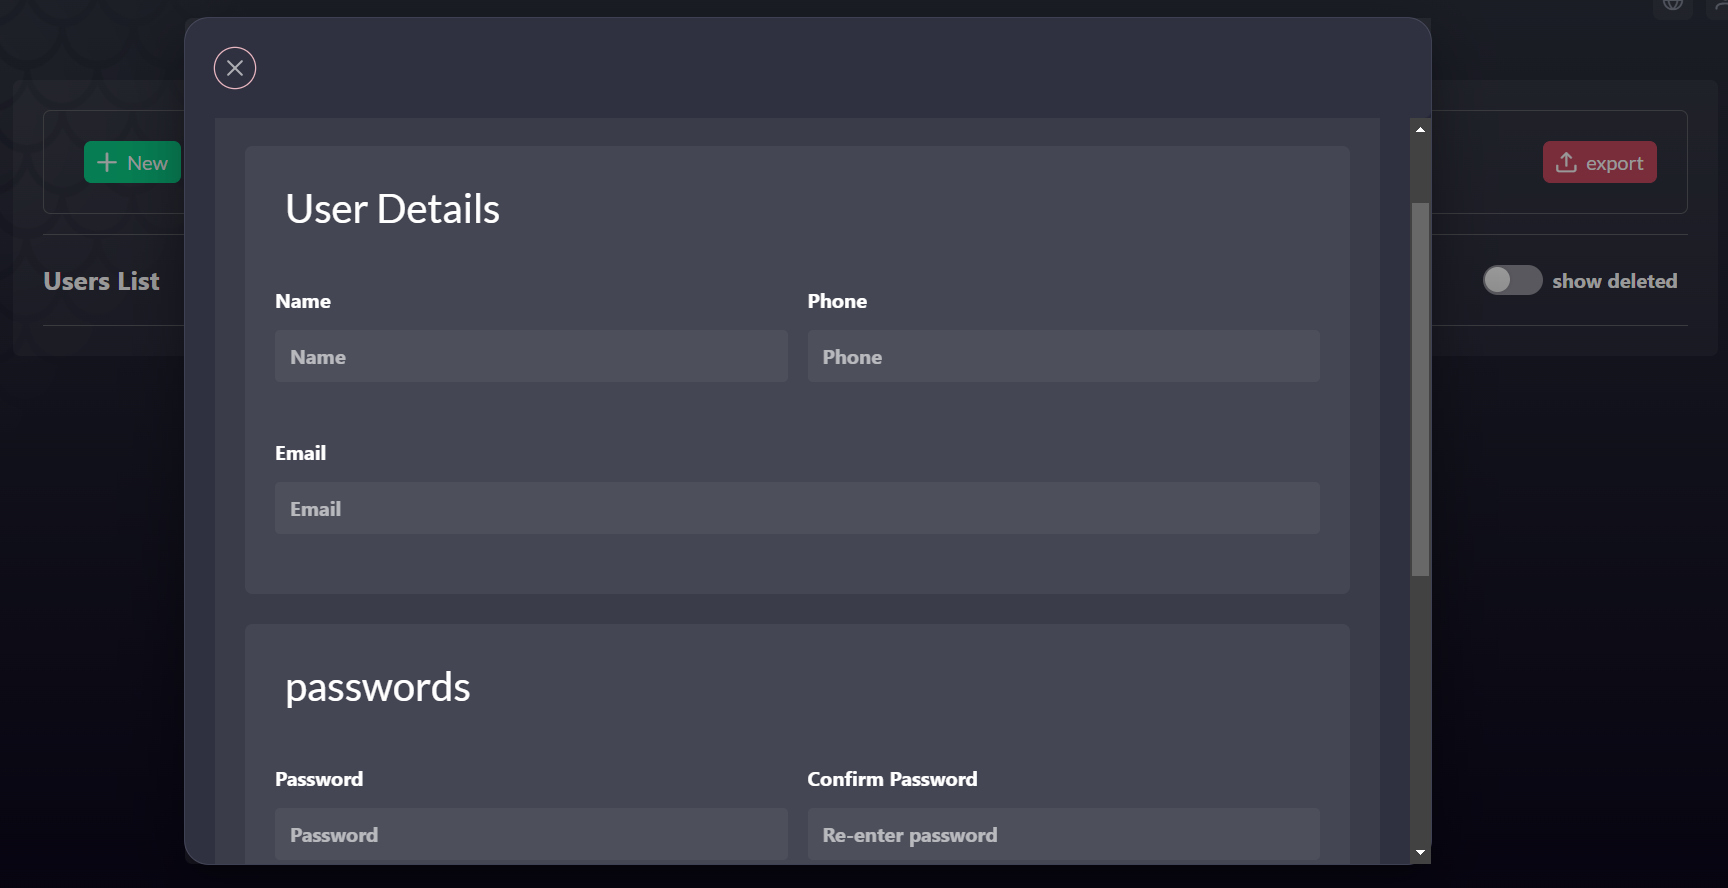 New
export
Users List
show deleted
User Details
Name
Phone
Name
Phone
Email
Email
passwords
Password
Confirm Password
Password
Re-enter password